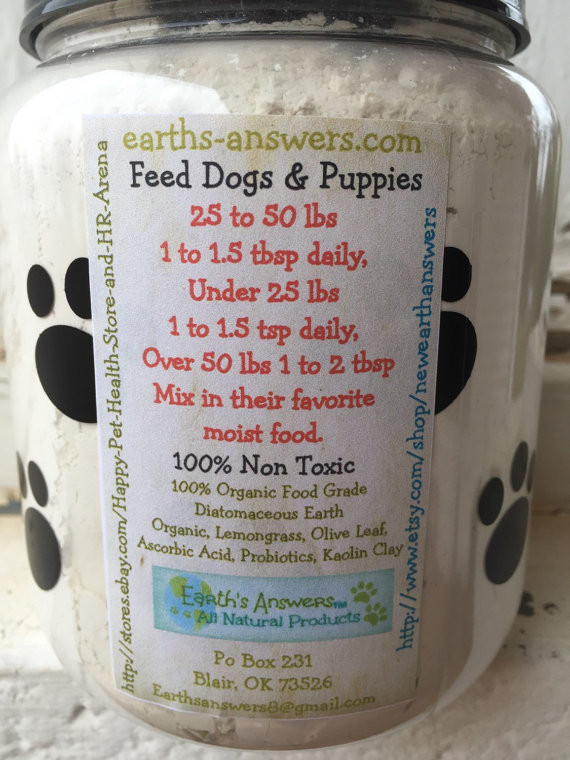 earths-answers.com
Feed Dogs & Puppies
25 to 50 lbs
1 to 1.5 tbsp daily,
Under 25 lbs
1 to 1.5 tsp daily,
Over 50 lbs 1 to 2 tbsp
Mix in their favorite
moist food.
100% Non Toxic
100% Organic Food Grade
Diatomaceous Earth
Organic, Lemongrass, Olive Leaf,
Ascorbic Acid, Probiotics, Kaolin Clay
Earth's Answers™
All Natural Products
Po Box 231
Blair, OK 73526
Earthsanswers8@gmail.com
http://stores.ebay.com/Happy-Pet-Health-Store-and-HR-Arena
http://www.etsy.com/shop/newearthanswers